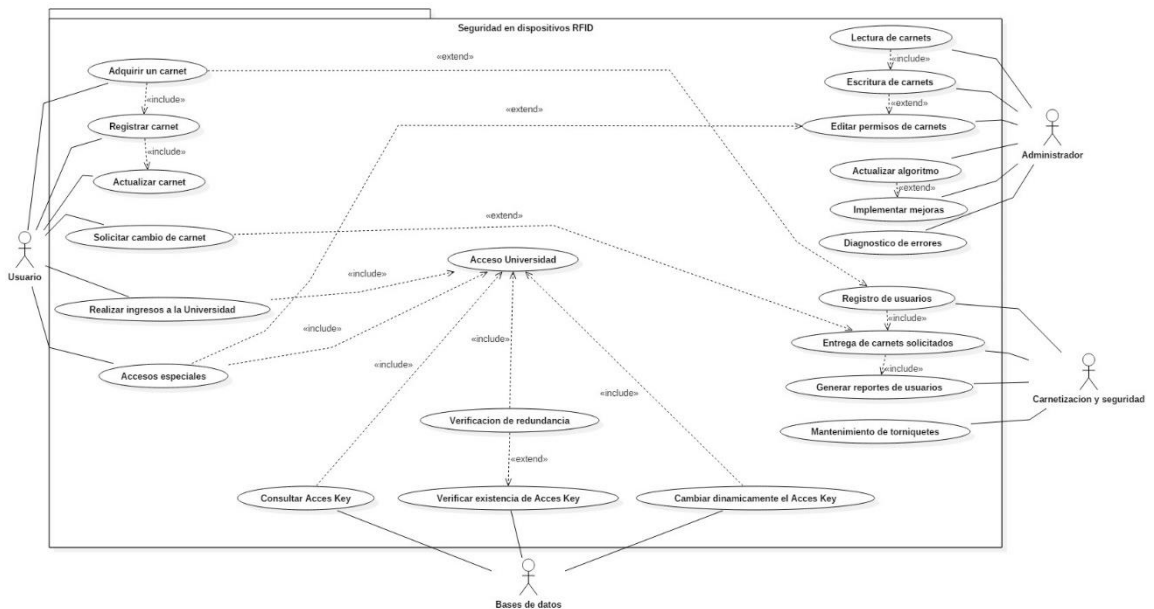 Seguridad en dispositivos RFID
Lectura de carnets
«include»
Escritura de carnets
«extend»
Editar permisos de carnets
Administrador
Actualizar algoritmo
«extend»
Implementar mejoras
Diagnostico de errores
Adquirir un carnet
«extend»
«include»
Registrar carnet
«extend»
«include»
Actualizar carnet
Solicitar cambio de carnet
«extend»
Usuario
Acceso Universidad
Realizar ingresos a la Universidad
«include»
Accesos especiales
«include»
«include»
«include»
«include»
Registro de usuarios
«include»
Entrega de carnets solicitados
«include»
Generar reportes de usuarios
Carnetizacion y seguridad
Mantenimiento de torniquetes
Verificacion de redundancia
«extend»
Consultar Acces Key
Verificar existencia de Acces Key
Cambiar dinamicamente el Acces Key
Bases de datos